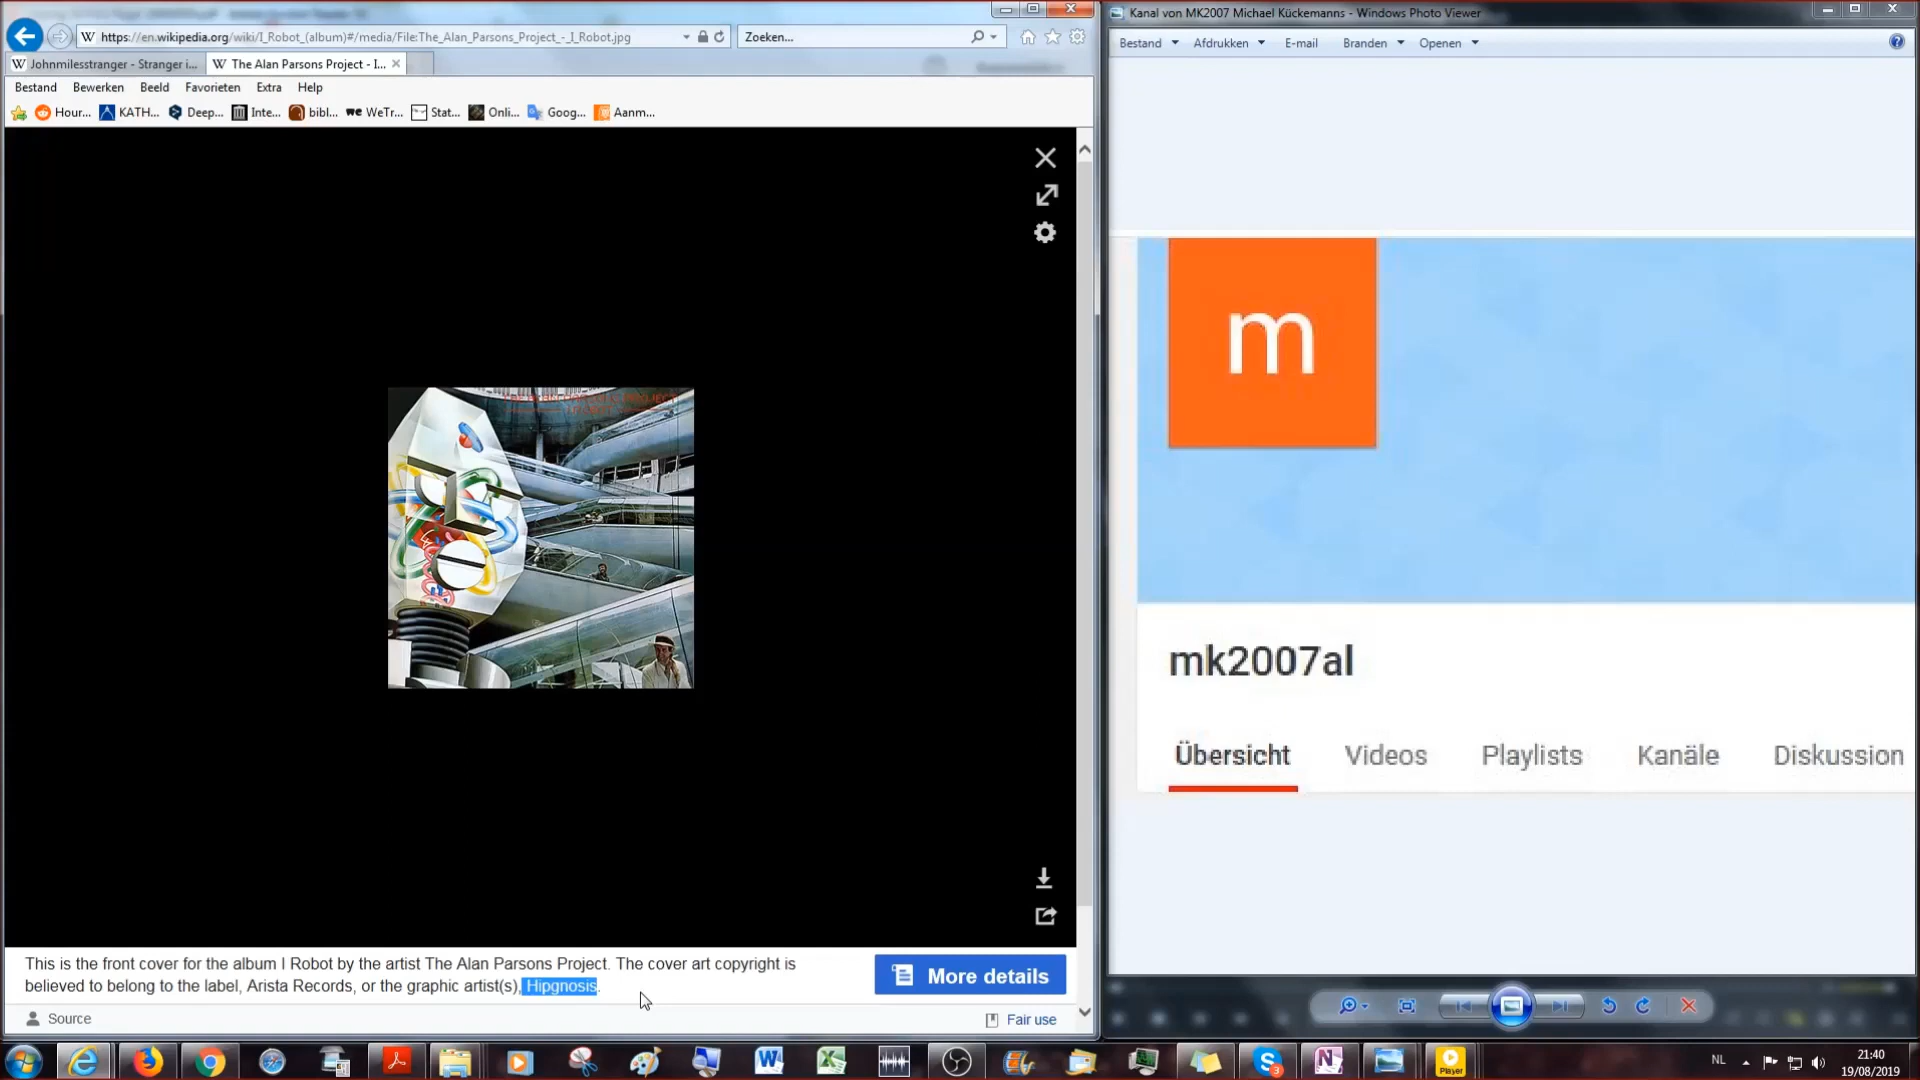 https://en.wikipedia.org/wiki/I_Robot_(album)#/media/File:The_Alan_Parsons_Project_-_I_Robot.jpg
Zoeken...
Johnmilesstranger - Stranger i...
The Alan Parsons Project - I...
Bestand Bewerken Beeld Favorieten Extra Help
Hour... KATH... Deep... Inte... bibl... WeTr... Stat... Onli... Goog... Aanm...
This is the front cover for the album I Robot by the artist The Alan Parsons Project. The cover art copyright is
believed to belong to the label, Arista Records, or the graphic artist(s), Hipgnosis.
More details
Source
Fair use
Kanal von MK2007 Michael Kückemanns - Windows Photo Viewer
Bestand Afdrukken E-mail Branden Openen
m
mk2007al
Übersicht Videos Playlists Kanäle Diskussion
NL
21:40
19/08/2019